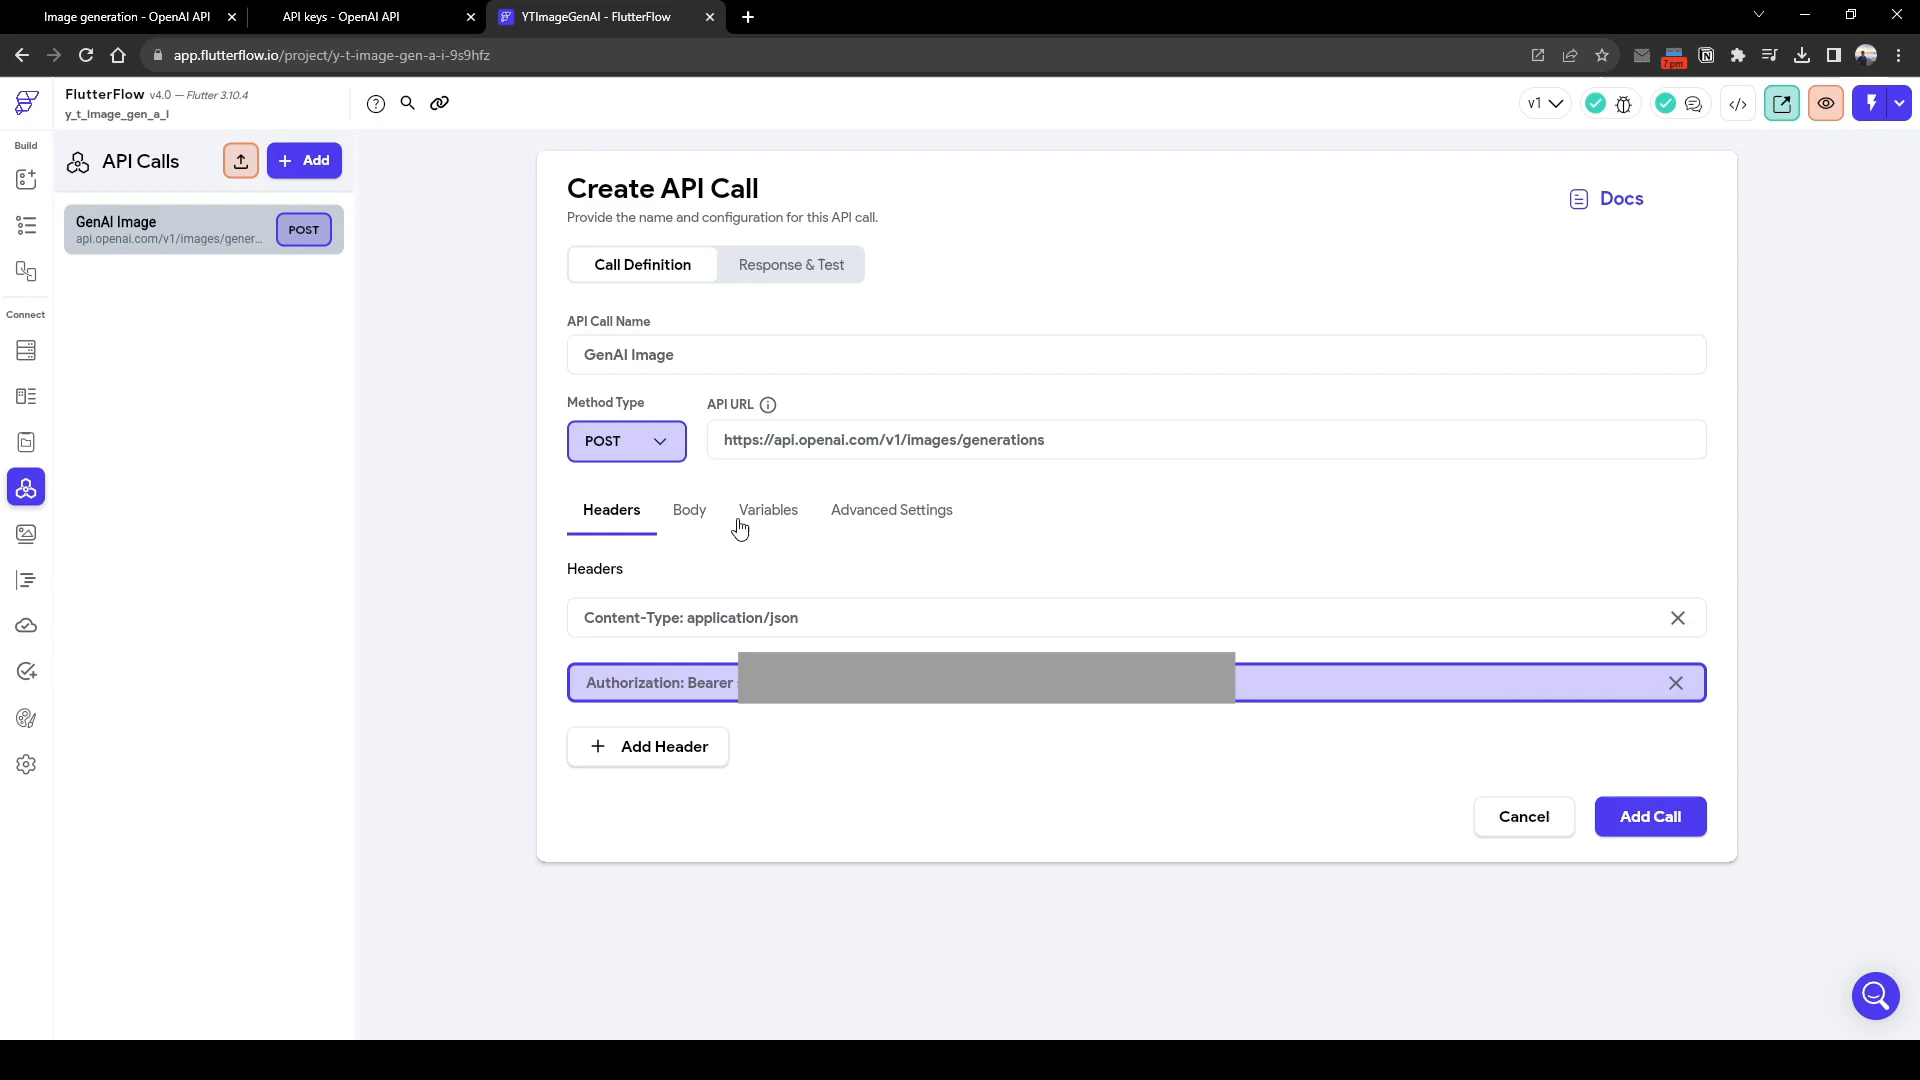 Image generation - OpenAI API
API keys - OpenAI API
YTImageGenAI - FlutterFlow
app.flutterflow.io/project/y-t-image-gen-a-i-9s9hfz
7pm
FlutterFlow v4.0 — Flutter 3.10.4
y_t_Image_gen_a_I
v1
Build
API Calls
Add
GenAI Image
api.openai.com/v1/images/gener...
POST
Connect
Create API Call
Provide the name and configuration for this API call.
Docs
Call Definition
Response & Test
API Call Name
GenAI Image
Method Type
API URL
POST
https://api.openai.com/v1/images/generations
Headers
Body
Variables
Advanced Settings
Headers
Content-Type: application/json
Authorization: Bearer
Add Header
Cancel
Add Call